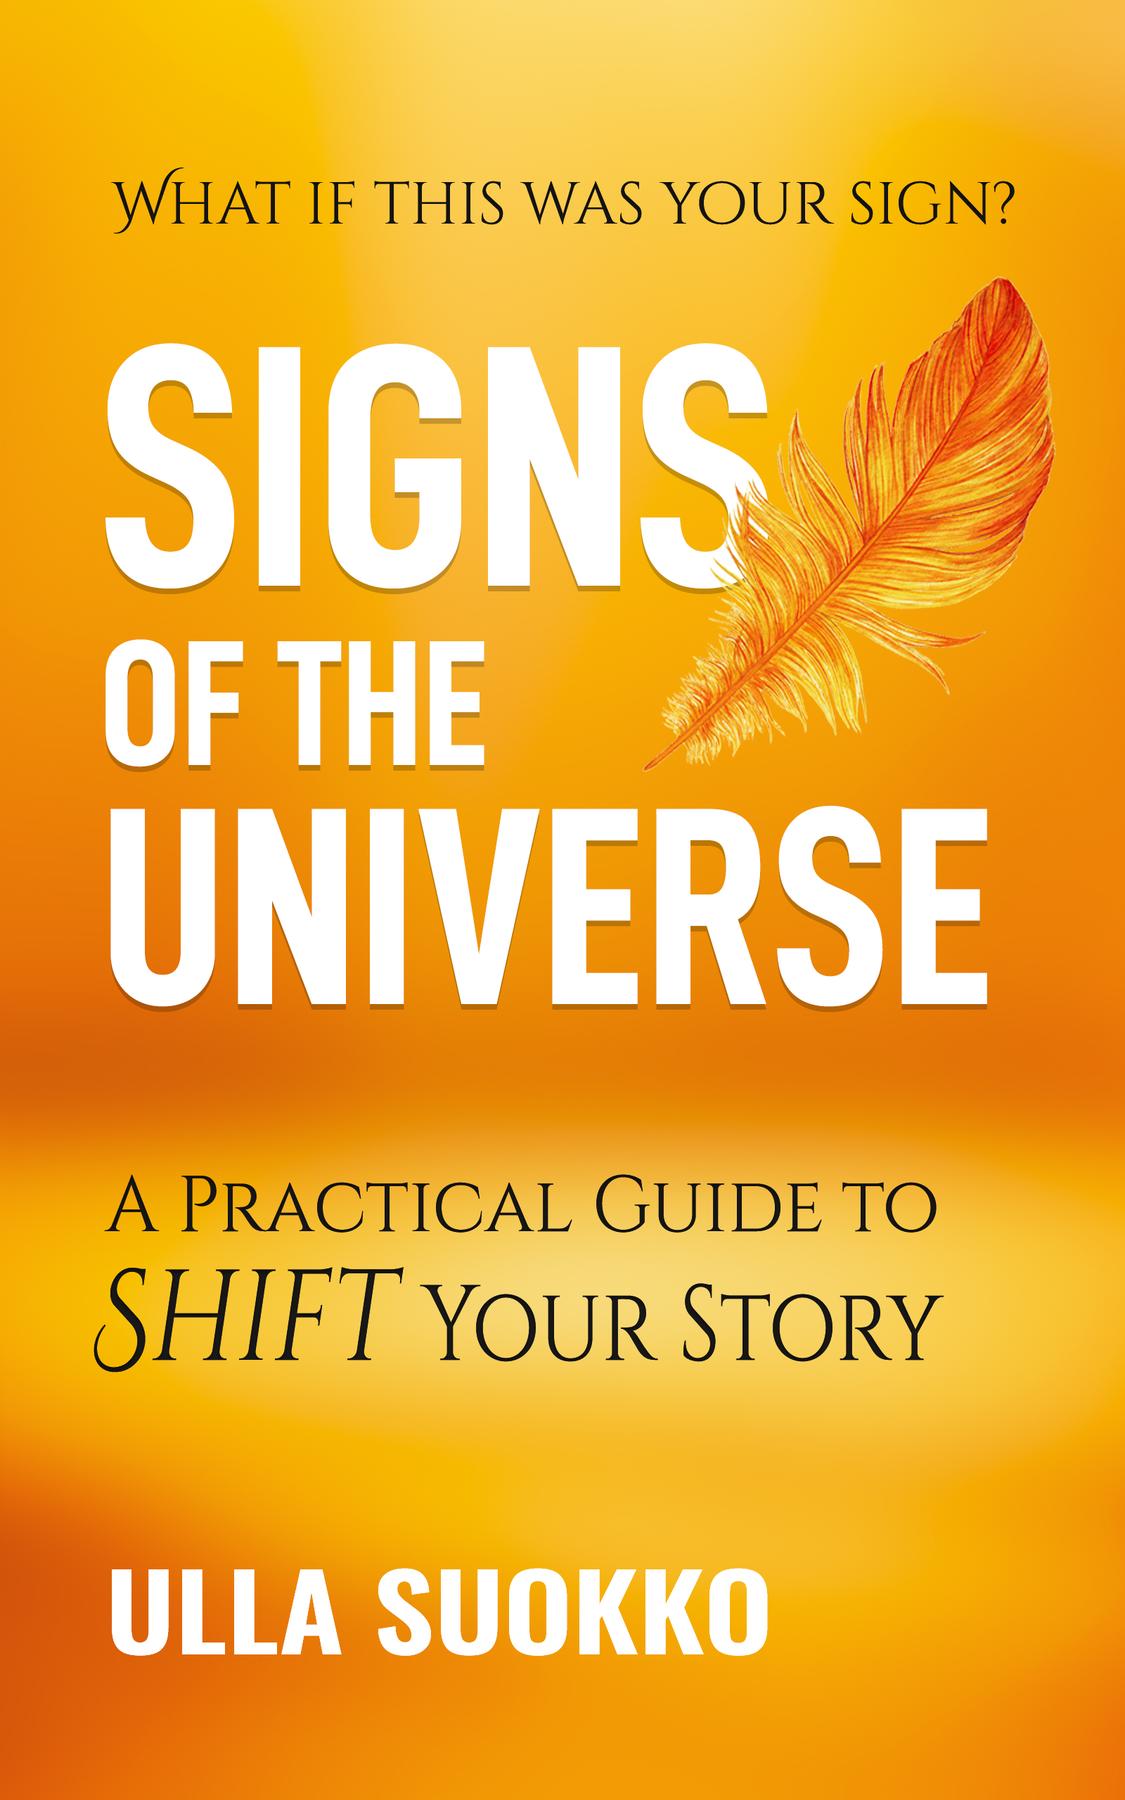 WHAT IF THIS WAS YOUR SIGN?
SIGNS
OF THE
UNIVERSE
A PRACTICAL GUIDE TO
SHIFT YOUR STORY
ULLA SUOKKO